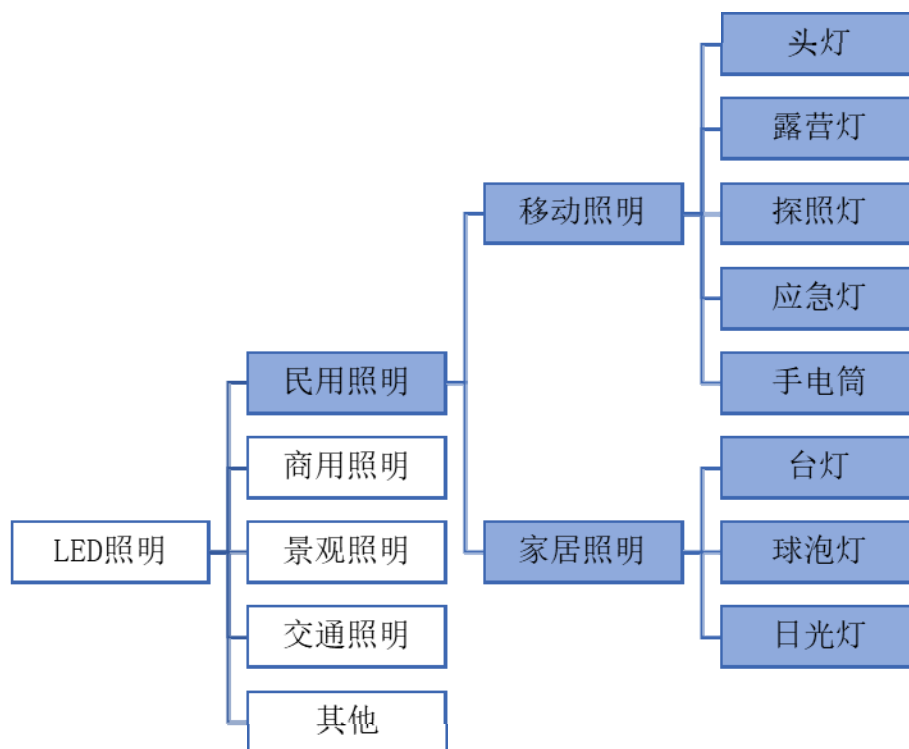 头灯
露营灯
移动照明
探照灯
应急灯
民用照明
手电筒
商用照明
台灯
LED照明
景观照明
家居照明
球泡灯
交通照明
日光灯
其他